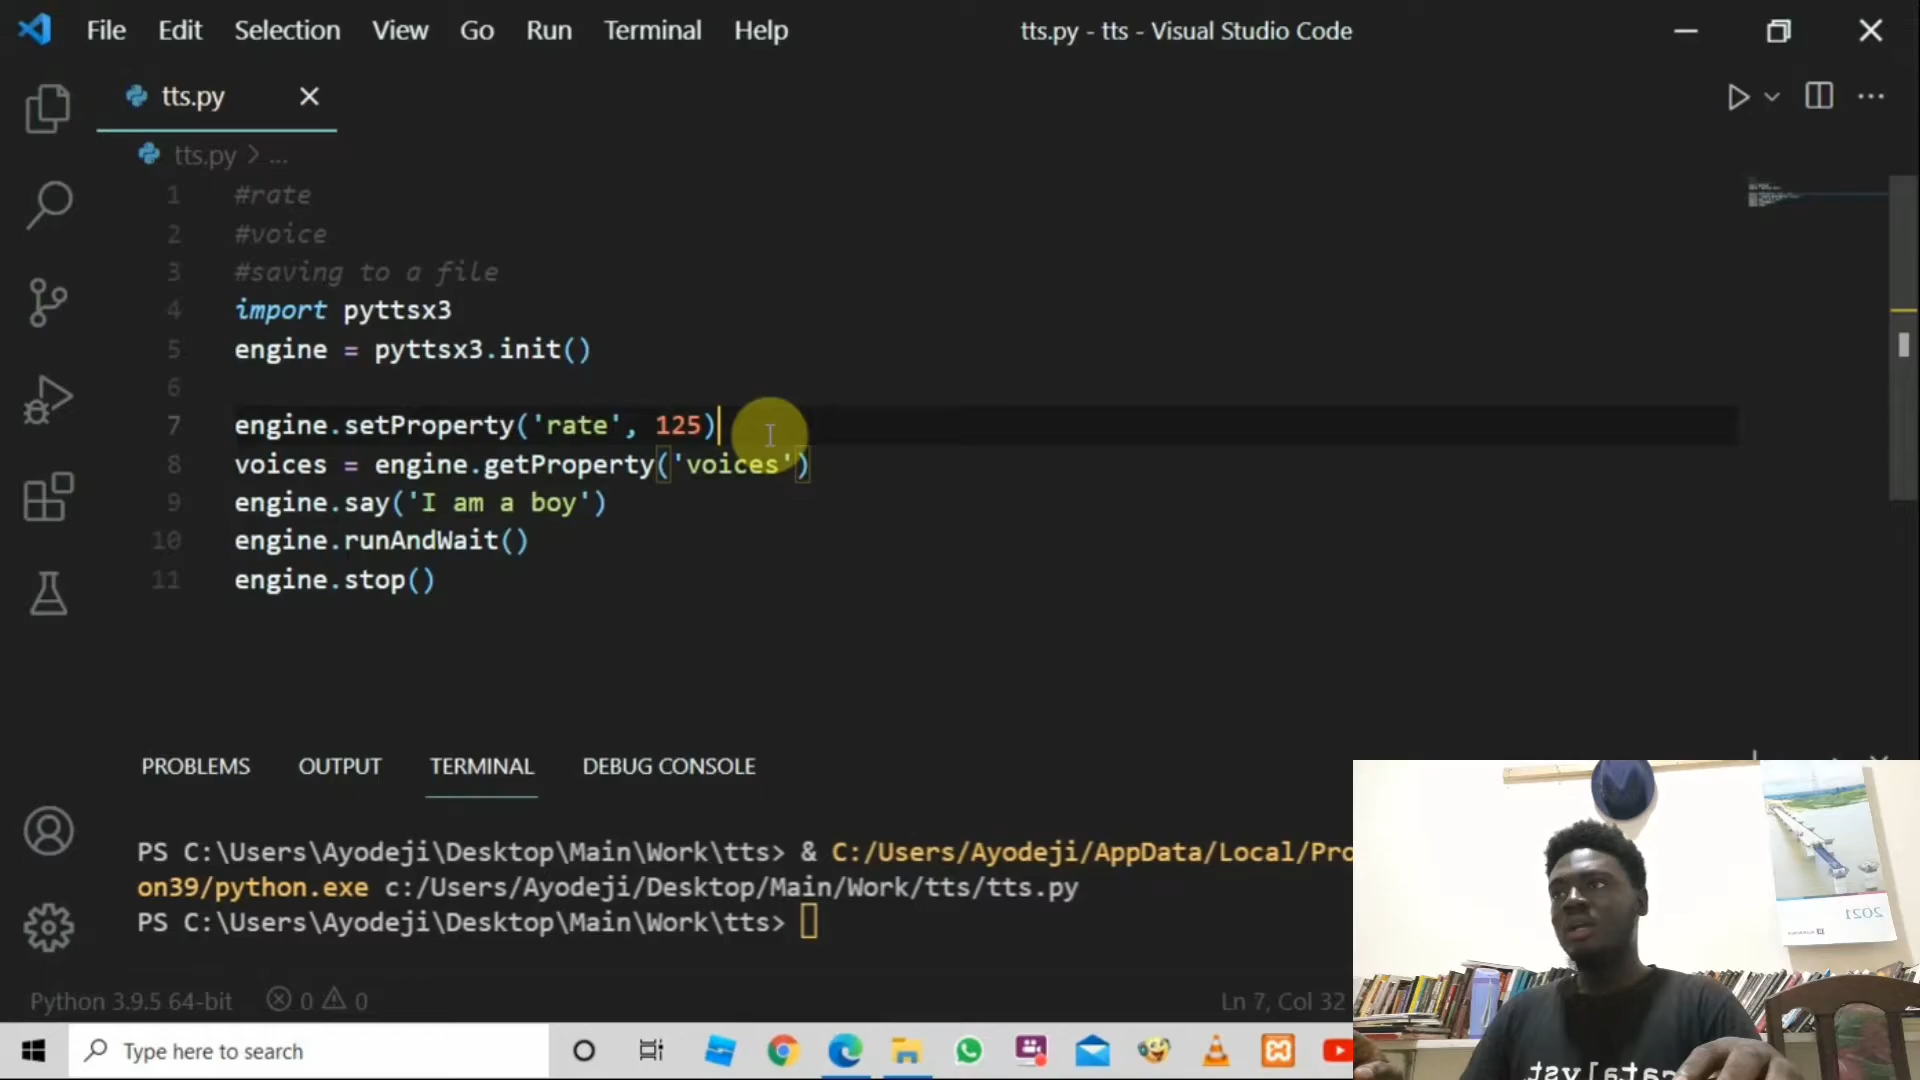 File Edit Selection View Go Run Terminal Help tts.py - tts - Visual Studio Code
tts.py
tts.py > ...
1 #rate
2 #voice
3 #saving to a file
4 import pyttsx3
5 engine = pyttsx3.init()
6
7 engine.setProperty('rate', 125)
8 voices = engine.getProperty('voices')
9 engine.say('I am a boy')
10 engine.runAndWait()
11 engine.stop()
PROBLEMS OUTPUT TERMINAL DEBUG CONSOLE
PS C:\Users\Ayodeji\Desktop\Main\Work\tts> & C:/Users/Ayodeji/AppData/Local/Pro
on39/python.exe c:/Users/Ayodeji/Desktop/Main/Work/tts/tts.py
PS C:\Users\Ayodeji\Desktop\Main\Work\tts>
2021
Python 3.9.5 64-bit 0 0 Ln 7, Col 32
Type here to search